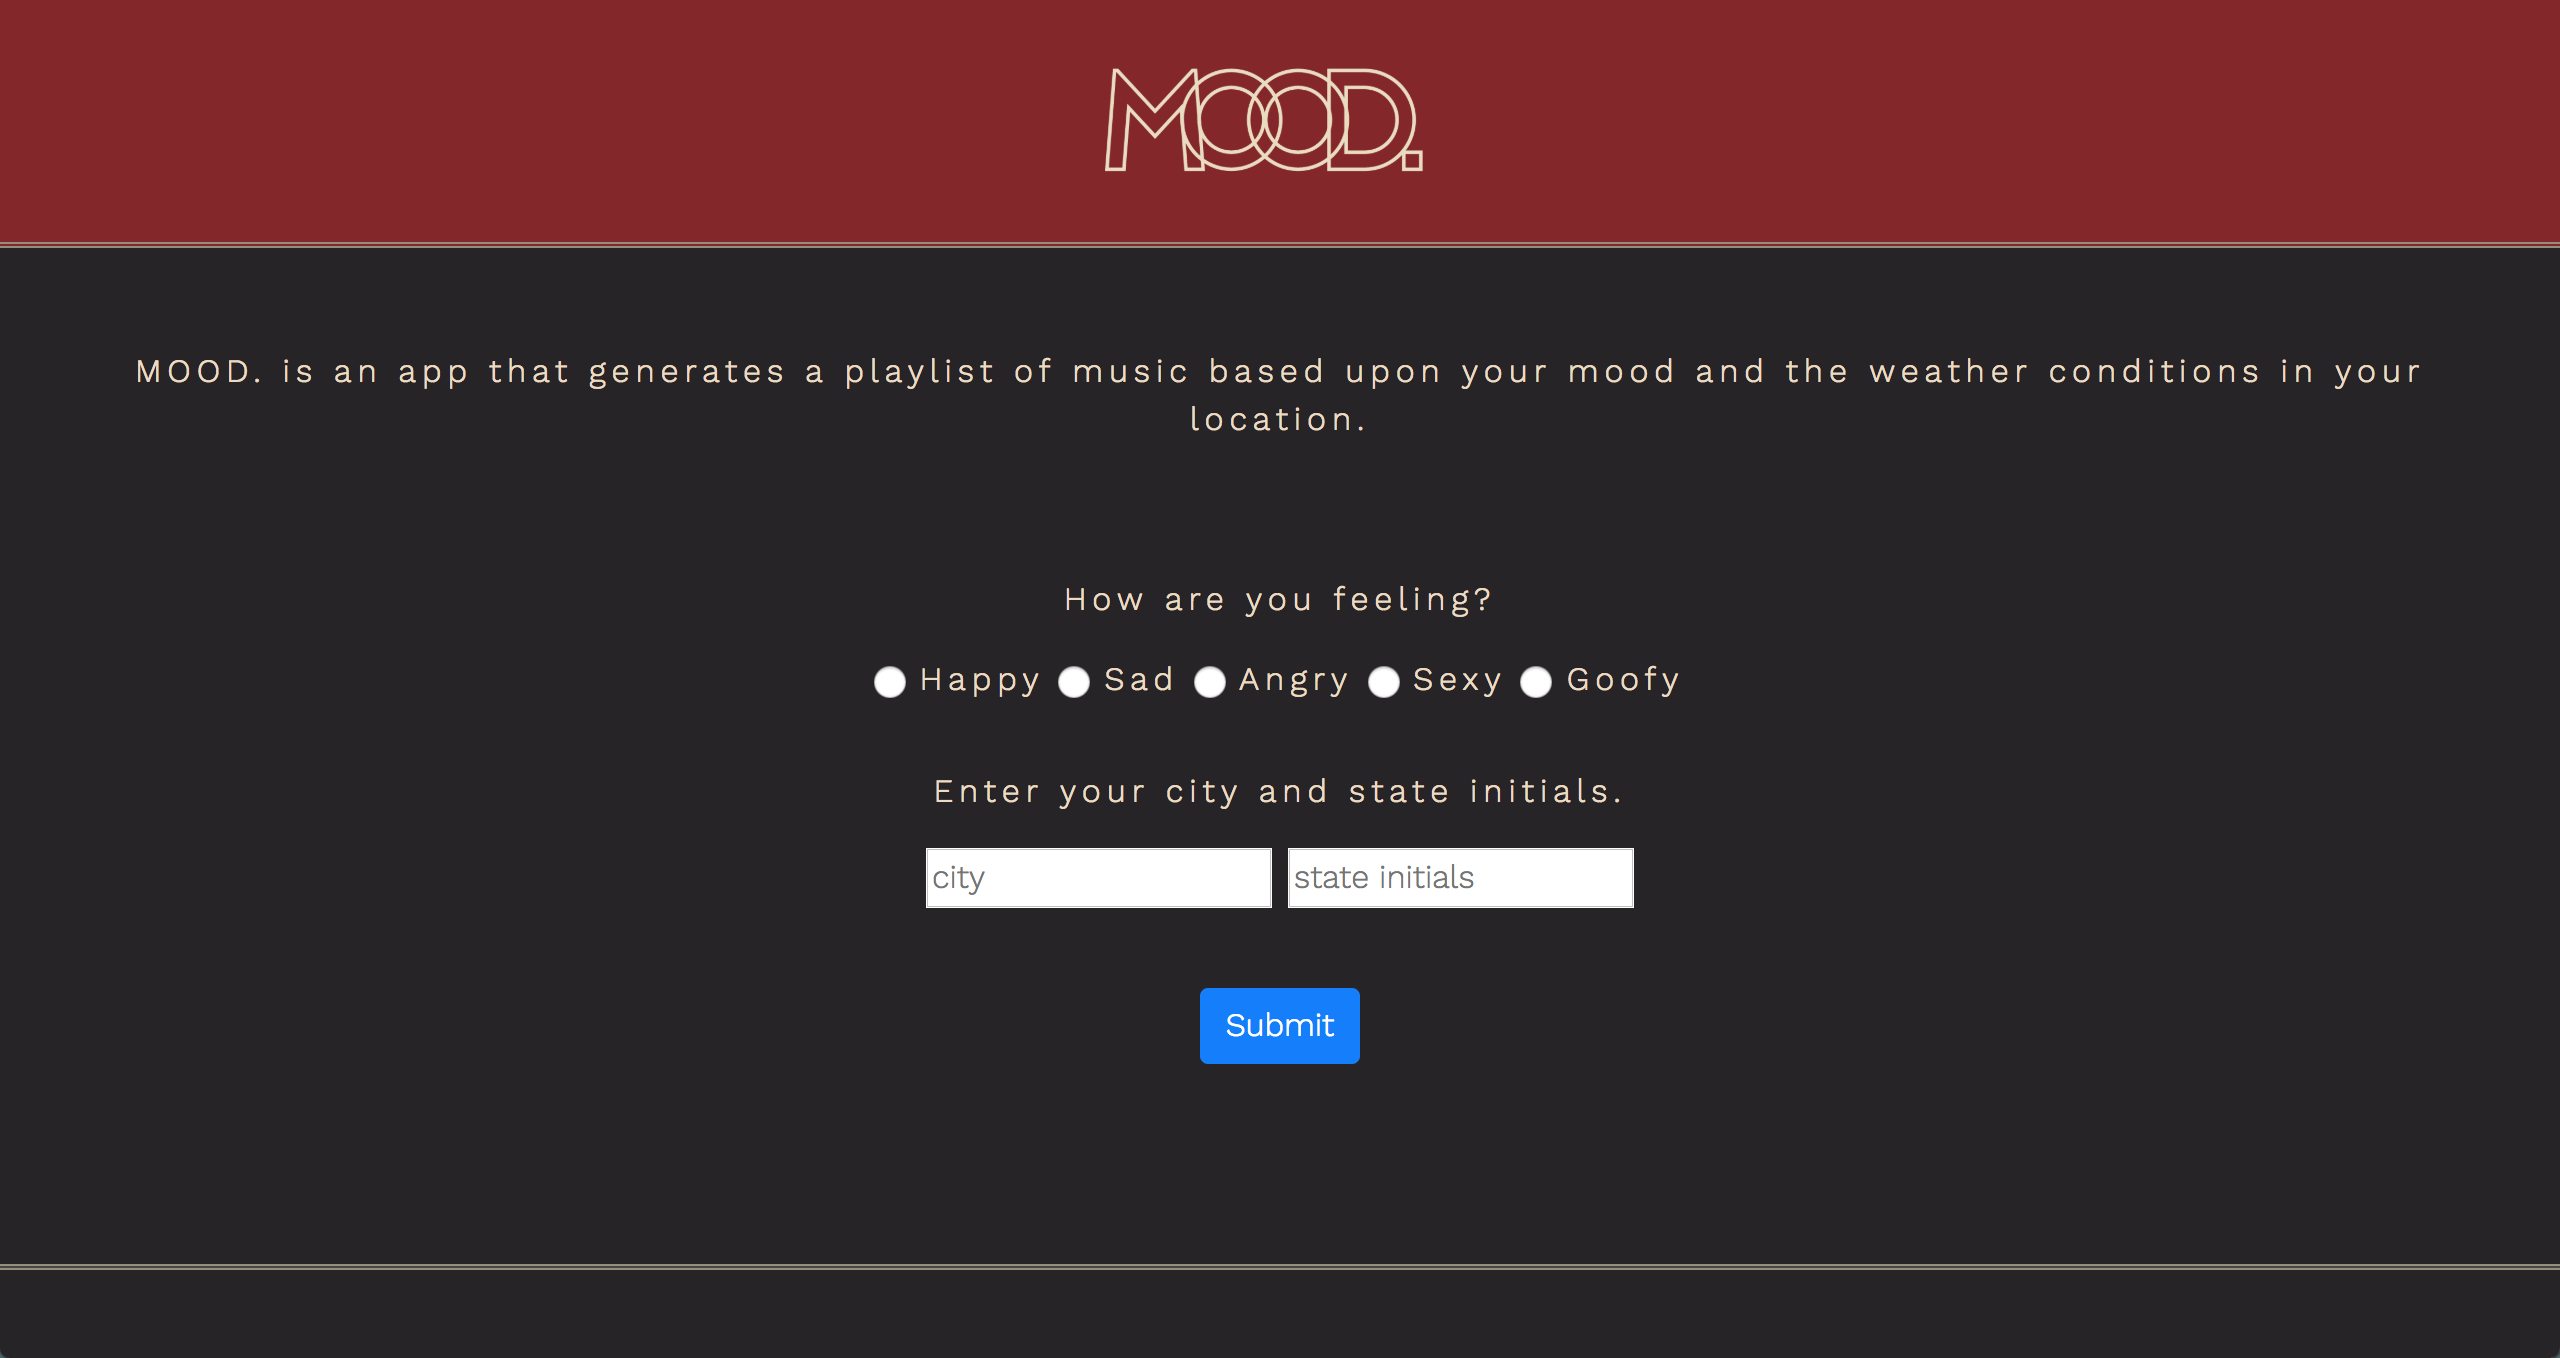 MOOD.
MOOD. is an app that generates a playlist of music based upon your mood and the weather conditions in your
location.
How are you feeling?
Happy Sad Angry Sexy Goofy
Enter your city and state initials.
city state initials
Submit